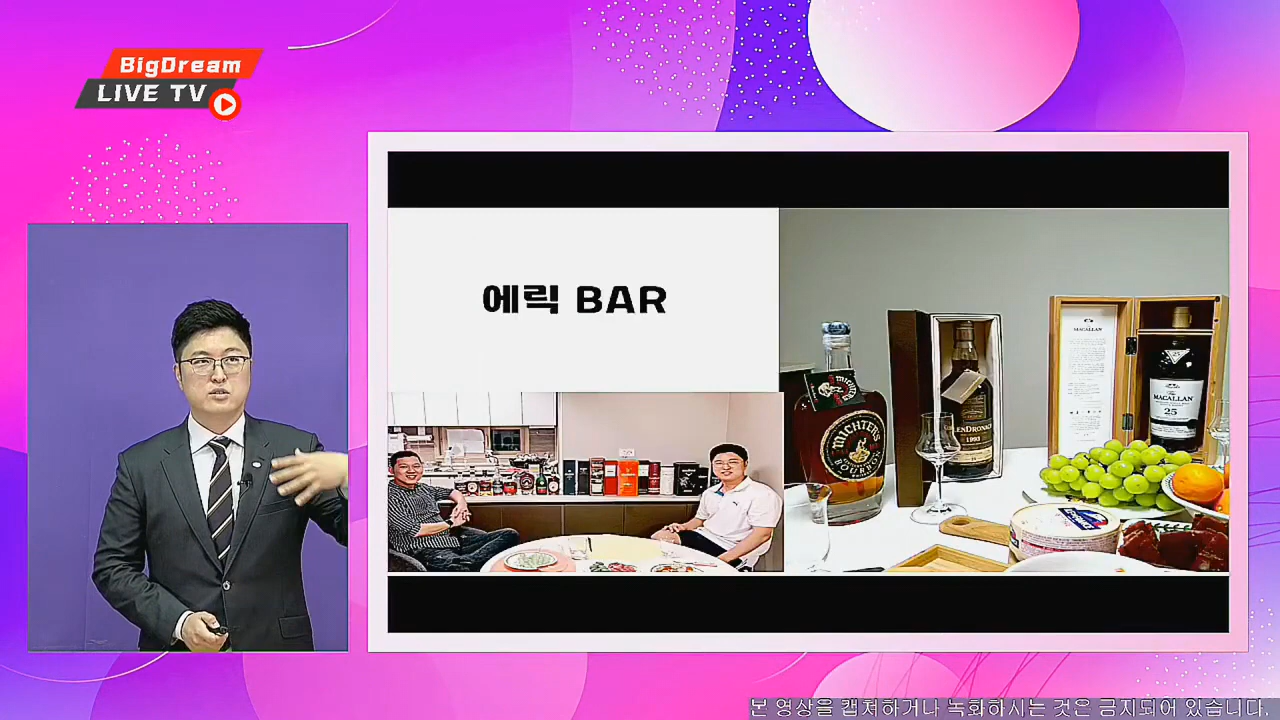 BigDream
LIVE TV
에릭 BAR
MICHTER'S
BOURBON
GLENDRONACH
1993
MACALLAN
MACALLAN
25
본 영상을 캡쳐하거나 녹화하시는 것은 금지되어 있습니다.